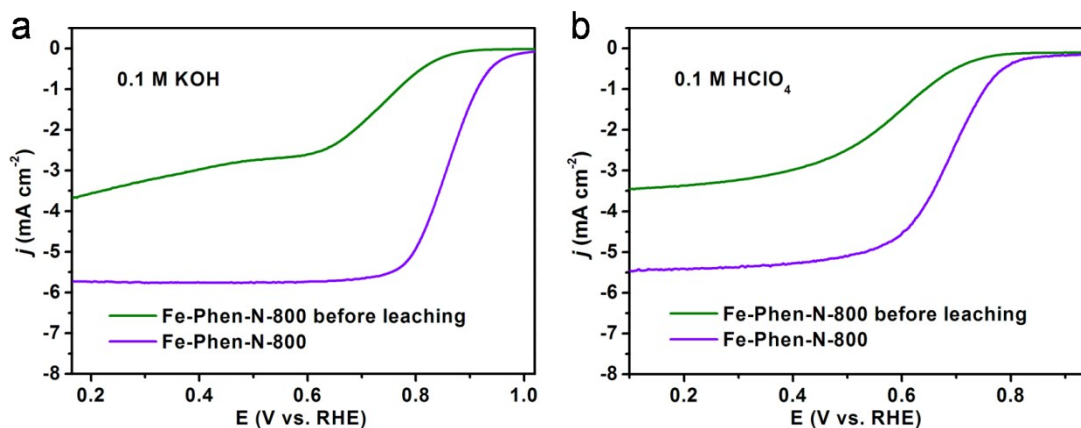 a
0.1 M KOH
j (mA cm-2)
0
-1
-2
-3
-4
-5
-6
-7
-8
Fe-Phen-N-800 before leaching
Fe-Phen-N-800
0.2 0.4 0.6 0.8 1.0
E (V vs. RHE)
b
0.1 M HClO4
j (mA cm-2)
0
-1
-2
-3
-4
-5
-6
-7
-8
Fe-Phen-N-800 before leaching
Fe-Phen-N-800
0.2 0.4 0.6 0.8
E (V vs. RHE)